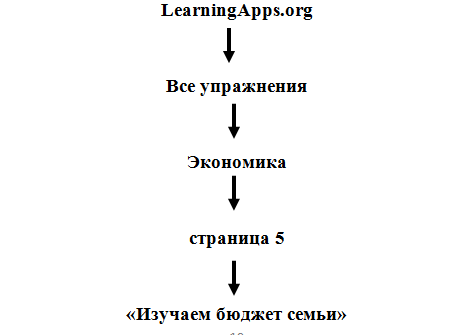 LearningApps.org
Все упражнения
Экономика
страница 5
«Изучаем бюджет семьи»